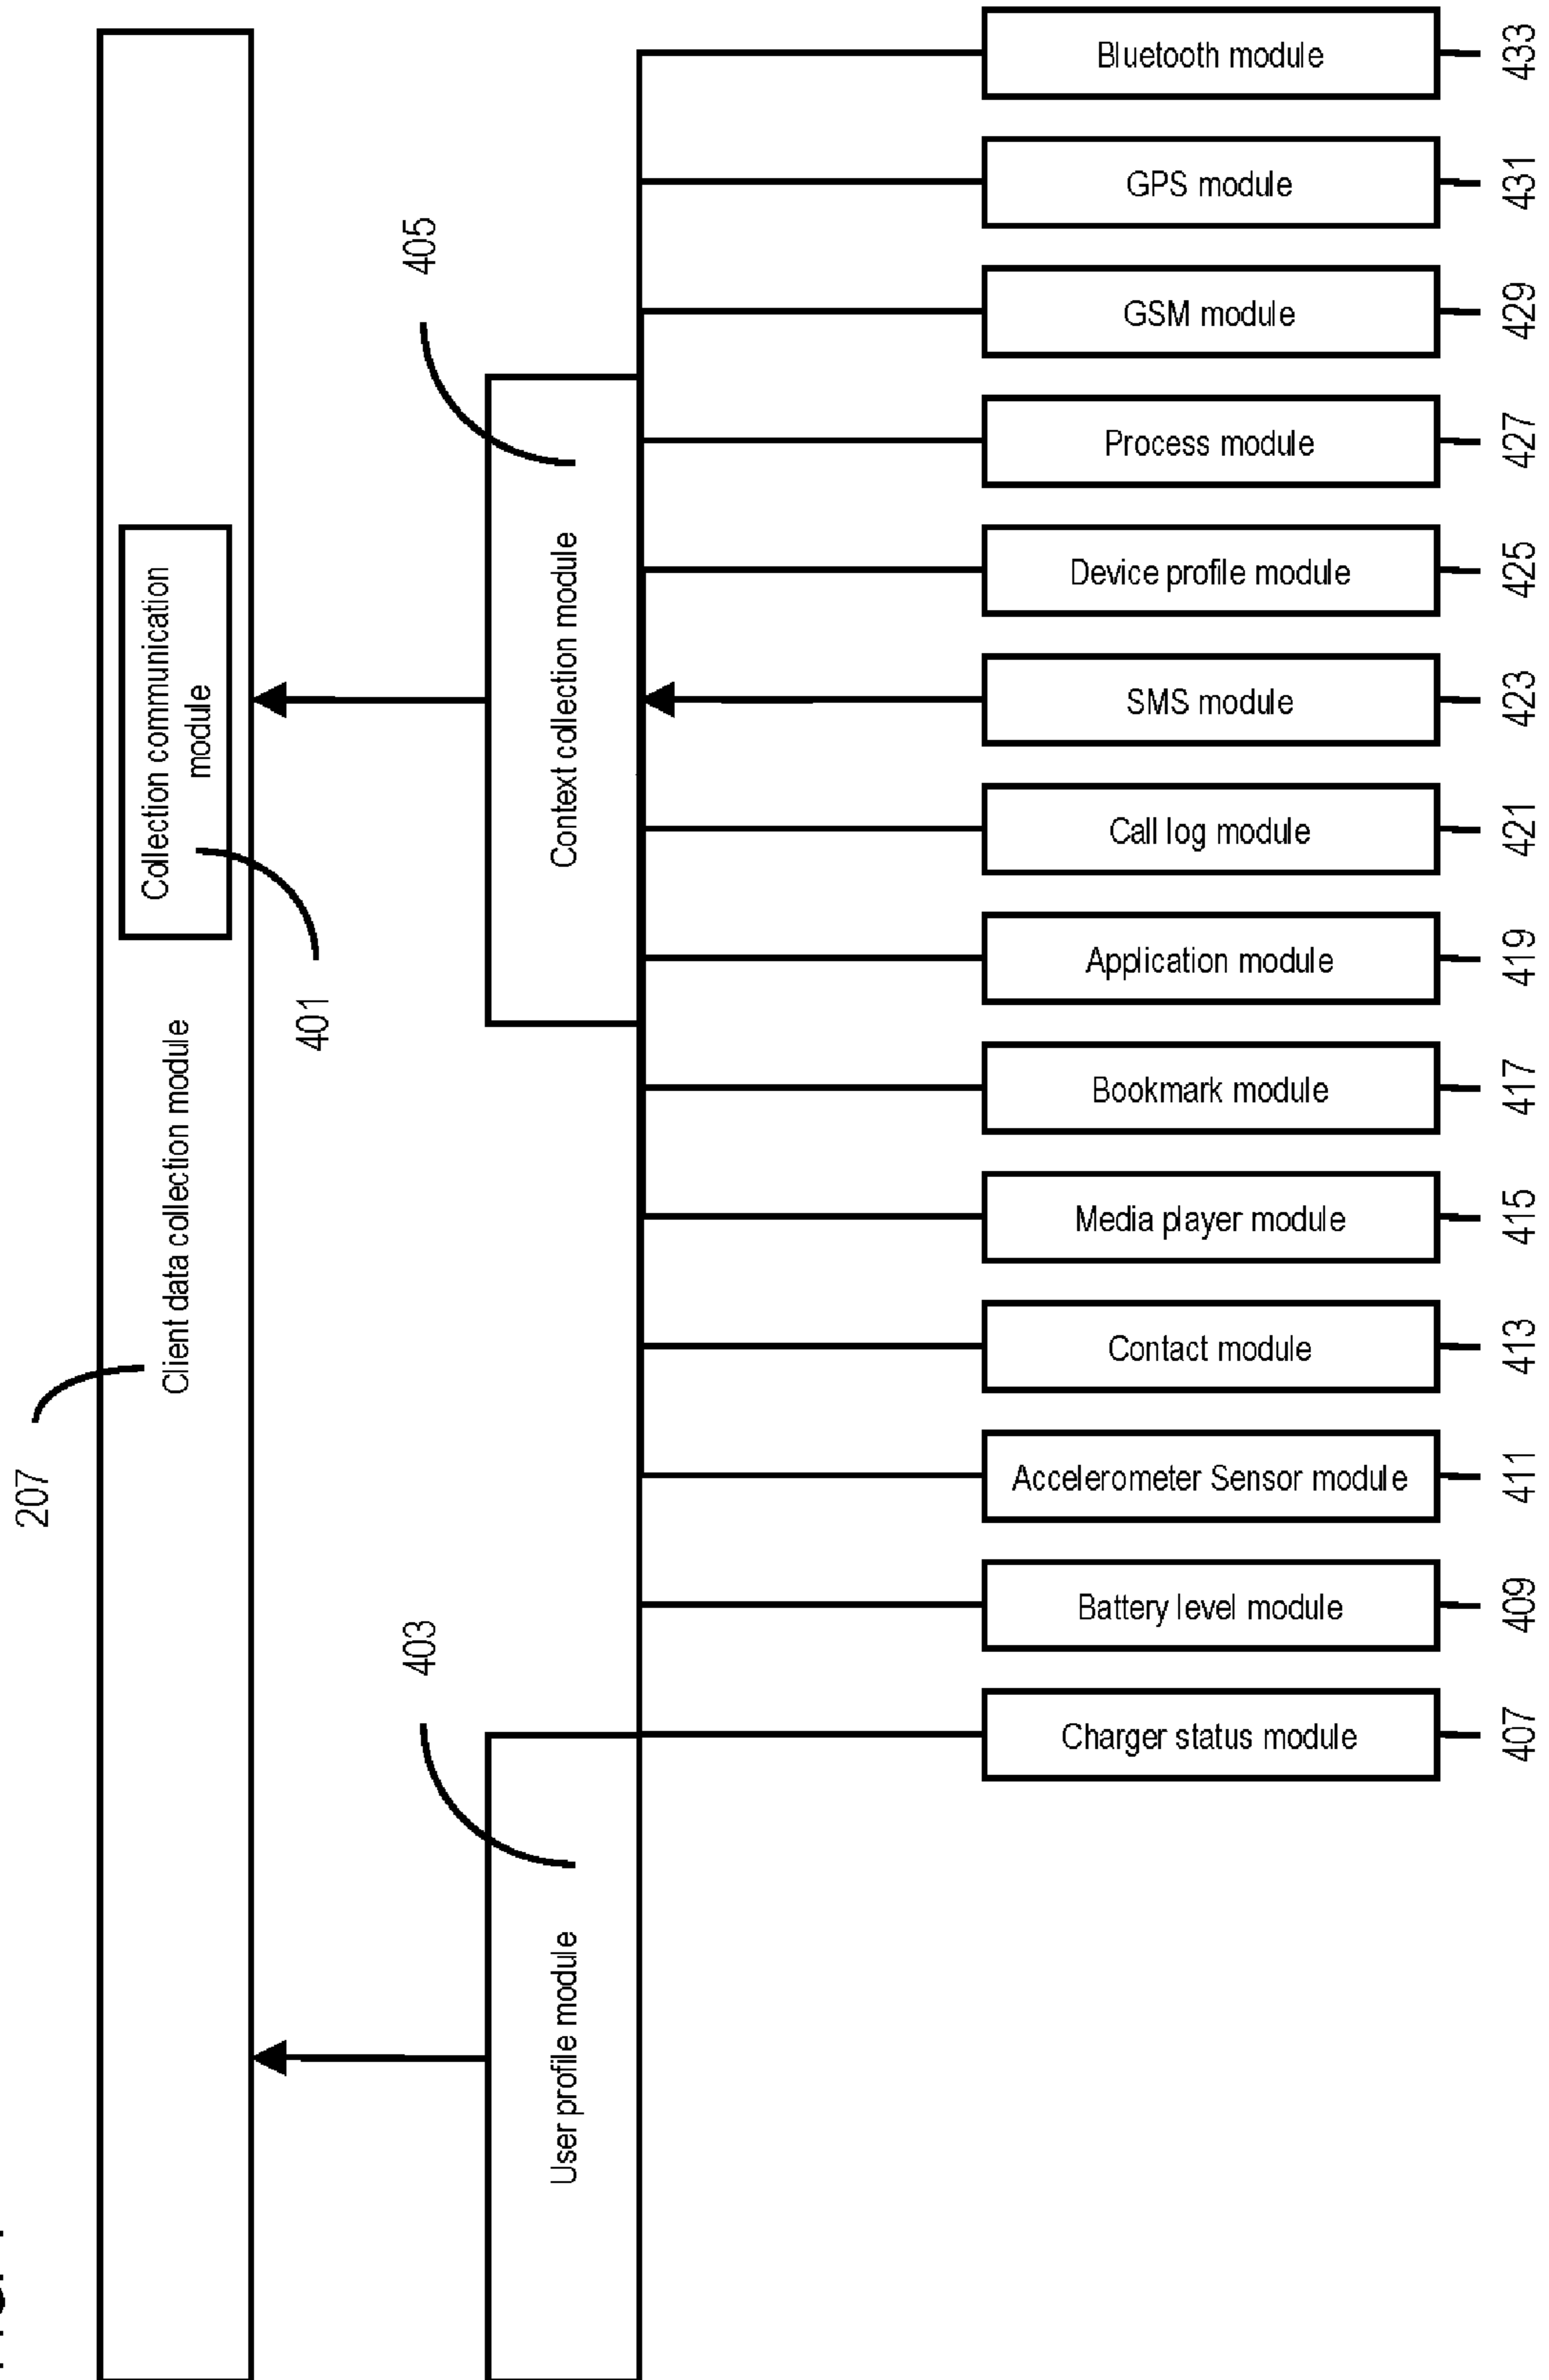 207
Client data collection module
Collection communication
module
401
403
User profile module
405
Context collection module
Bluetooth module
433
GPS module
431
GSM module
429
Process module
427
Device profile module
425
SMS module
423
Call log module
421
Application module
419
Bookmark module
417
Media player module
415
Contact module
413
Accelerometer Sensor module
411
Battery level module
409
Charger status module
407